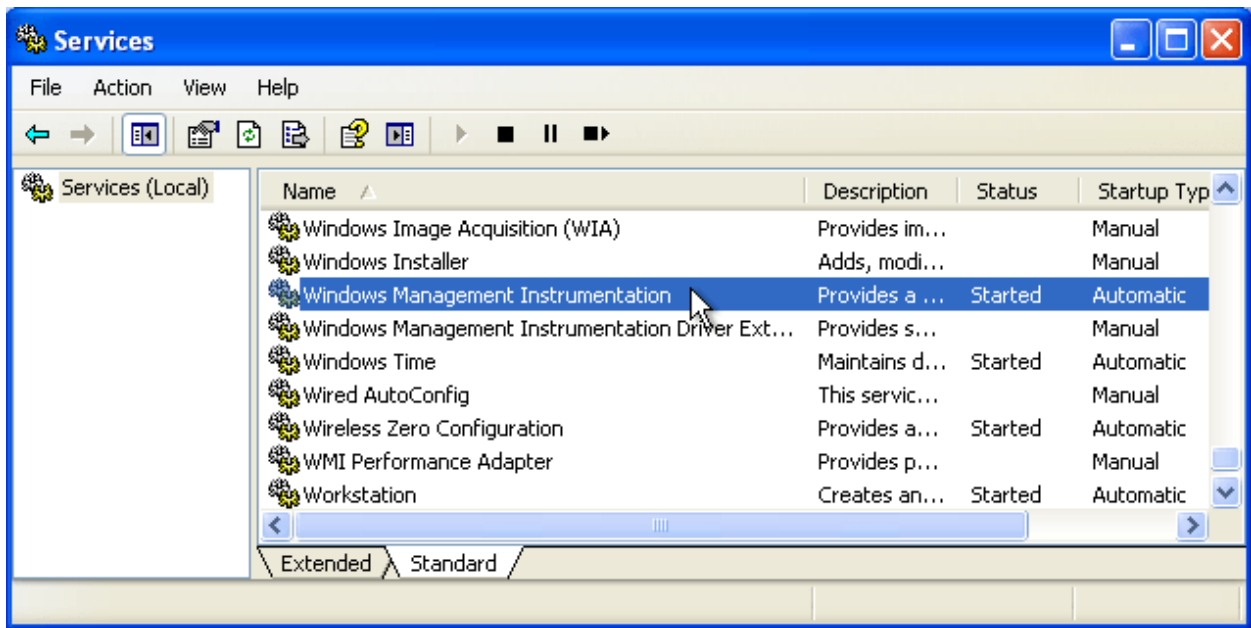 Services
File Action View Help
Services (Local)
Name Description Status Startup Typ
Windows Image Acquisition (WIA) Provides im... Manual
Windows Installer Adds, modi... Manual
Windows Management Instrumentation Provides a ... Started Automatic
Windows Management Instrumentation Driver Ext... Provides s... Manual
Windows Time Maintains d... Started Automatic
Wired AutoConfig This servic... Manual
Wireless Zero Configuration Provides a... Started Automatic
WMI Performance Adapter Provides p... Manual
Workstation Creates an... Started Automatic
Extended Standard